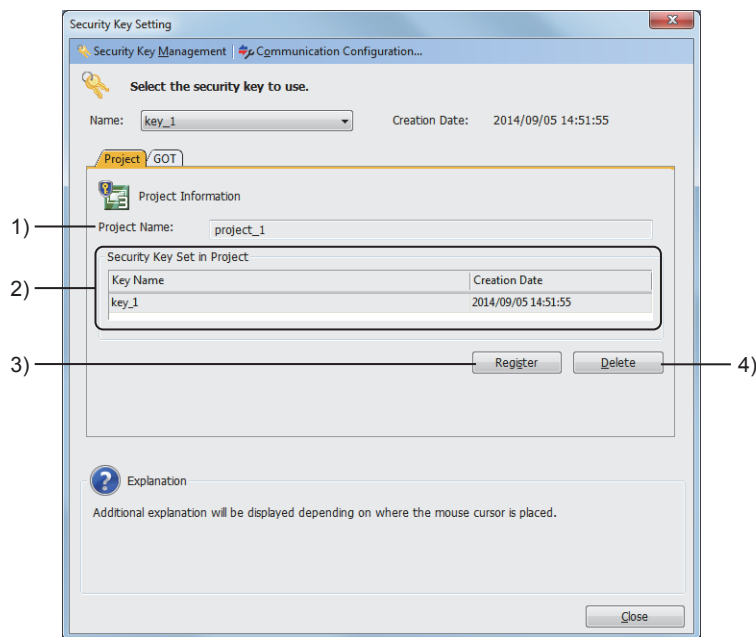 Security Key Setting
Security Key Management Communication Configuration...
Select the security key to use.
Name: key_1 Creation Date: 2014/09/05 14:51:55
Project GOT
Project Information
1) Project Name: project_1
Security Key Set in Project
2) Key Name Creation Date
key_1 2014/09/05 14:51:55
3) Register Delete 4)
Explanation
Additional explanation will be displayed depending on where the mouse cursor is placed.
Close